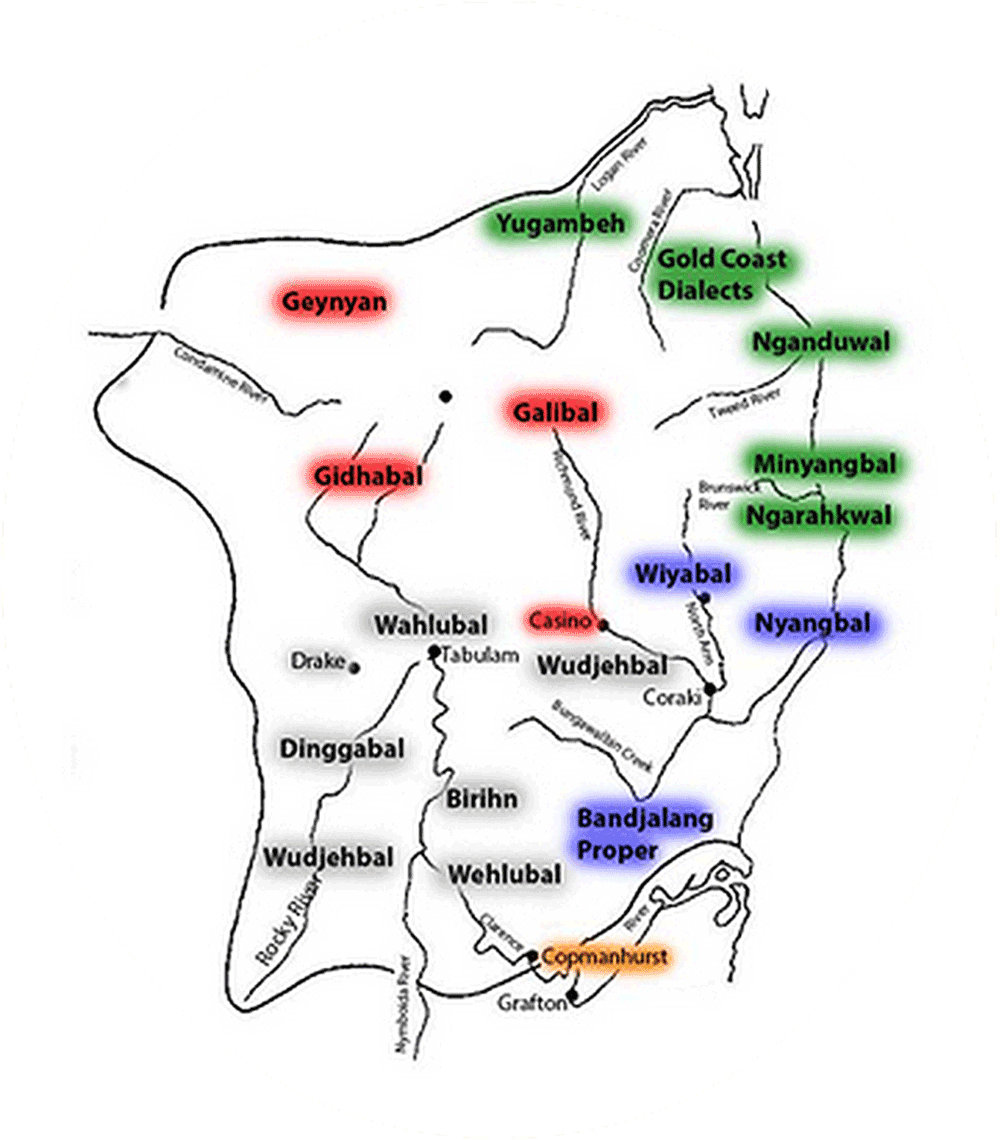 Logan River
Yugambeh
Coomera River
Gold Coast
Dialects
Geynyan
Nganduwal
Condamine River
Tweed River
Galibal
Minyangbal
Gidhabal
Richmond River
Brunswick
River
Ngarahkwal
Wiyabal
Casino
Wahlubal
Nyangbal
North Arm
Drake
Tabulam
Wudjehbal
Coraki
Bungawalbin Creek
Dinggabal
Birihn
Bandjalang
Proper
Wudjehbal
Wehlubal
Rocky River
Clarence
River
Copmanhurst
Nymboida River
Grafton